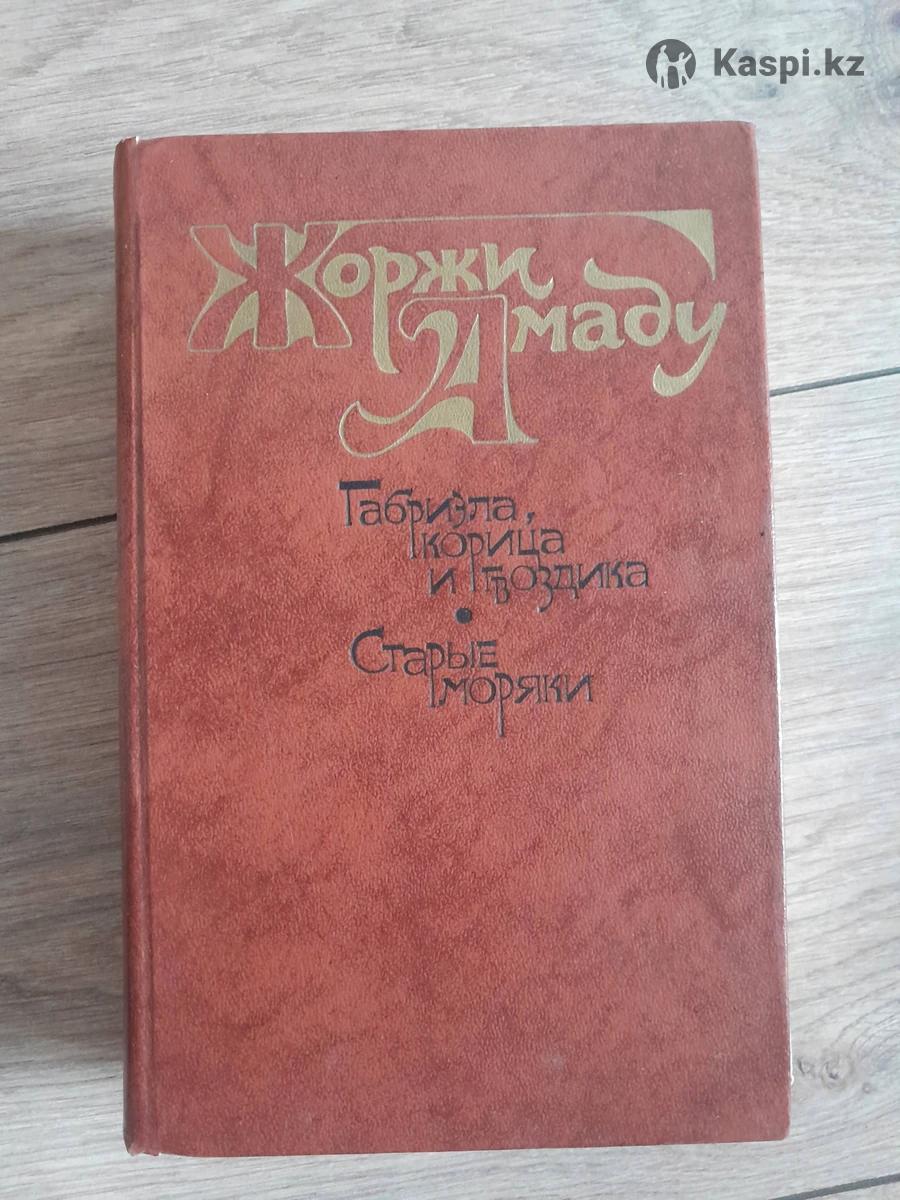 Kaspi.kz
Жоржи
Амаду
Габриэла,
корица
и гвоздика
•
Старые
моряки